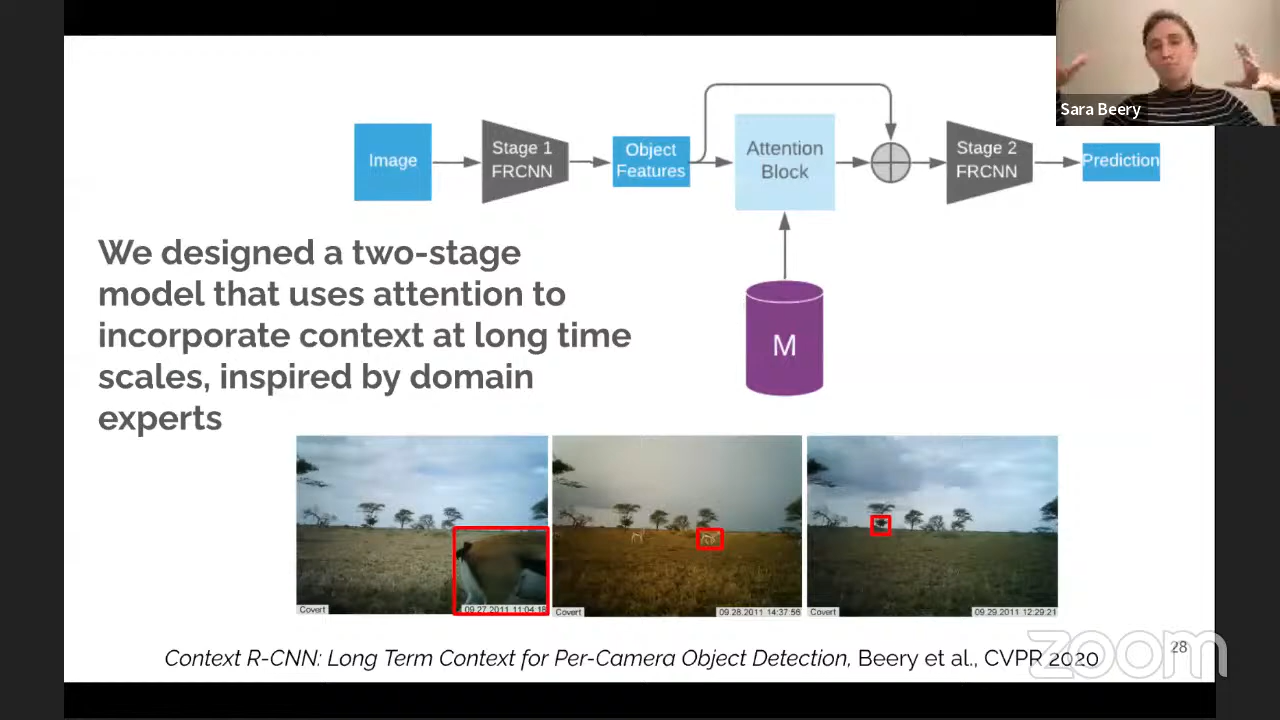 Sara Beery
Image
Stage 1
FRCNN
Object
Features
Attention
Block
Stage 2
FRCNN
Prediction
M
We designed a two-stage
model that uses attention to
incorporate context at long time
scales, inspired by domain
experts
Covert
09.27.2011 11:04:18
Covert
09.28.2011 14:37:56
Covert
09.29.2011 12:29:21
Context R-CNN: Long Term Context for Per-Camera Object Detection, Beery et al., CVPR 2020
28
zoom